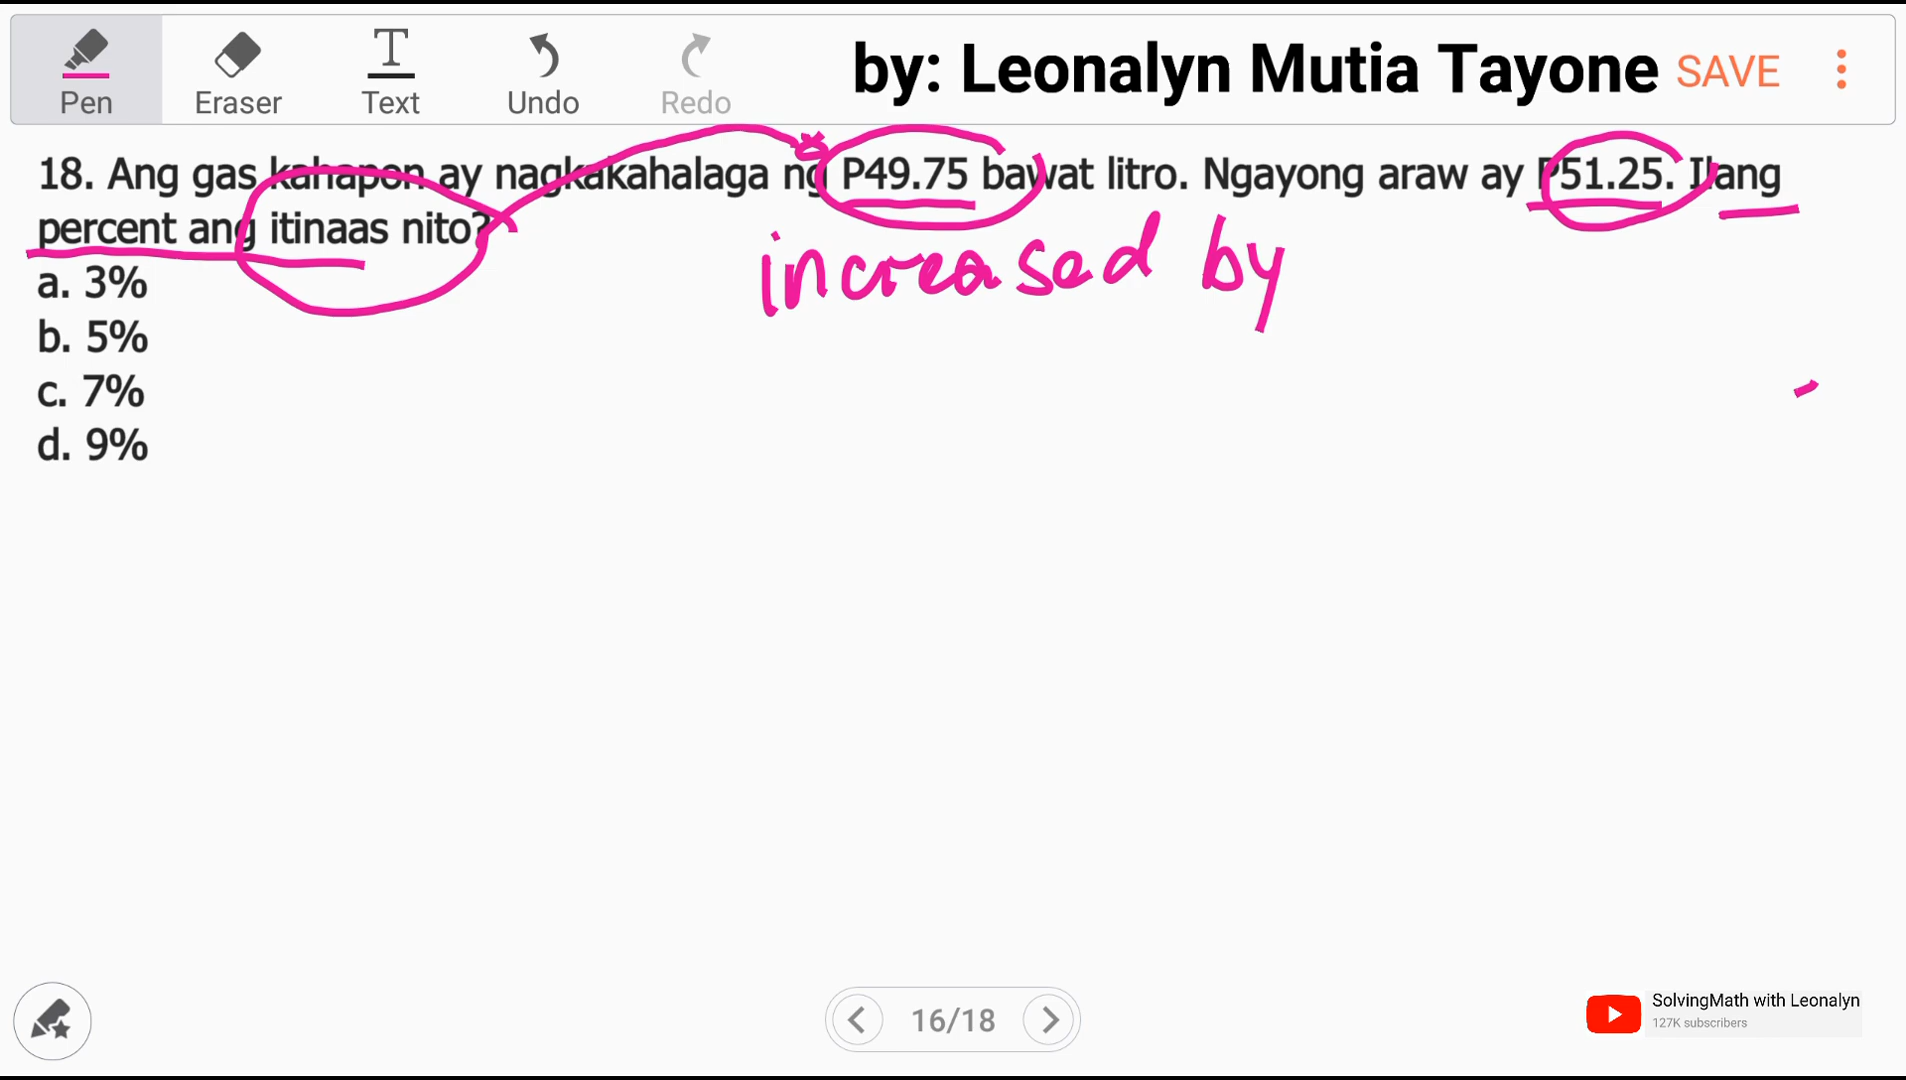 Pen
Eraser
Text
Undo
Redo
by: Leonalyn Mutia Tayone
SAVE
18. Ang gas kahapon ay nagkakahalaga ng P49.75 bawat litro. Ngayong araw ay P51.25. Ilang
percent ang itinaas nito?
increased by
a. 3%
b. 5%
c. 7%
d. 9%
16/18
SolvingMath with Leonalyn
127K subscribers